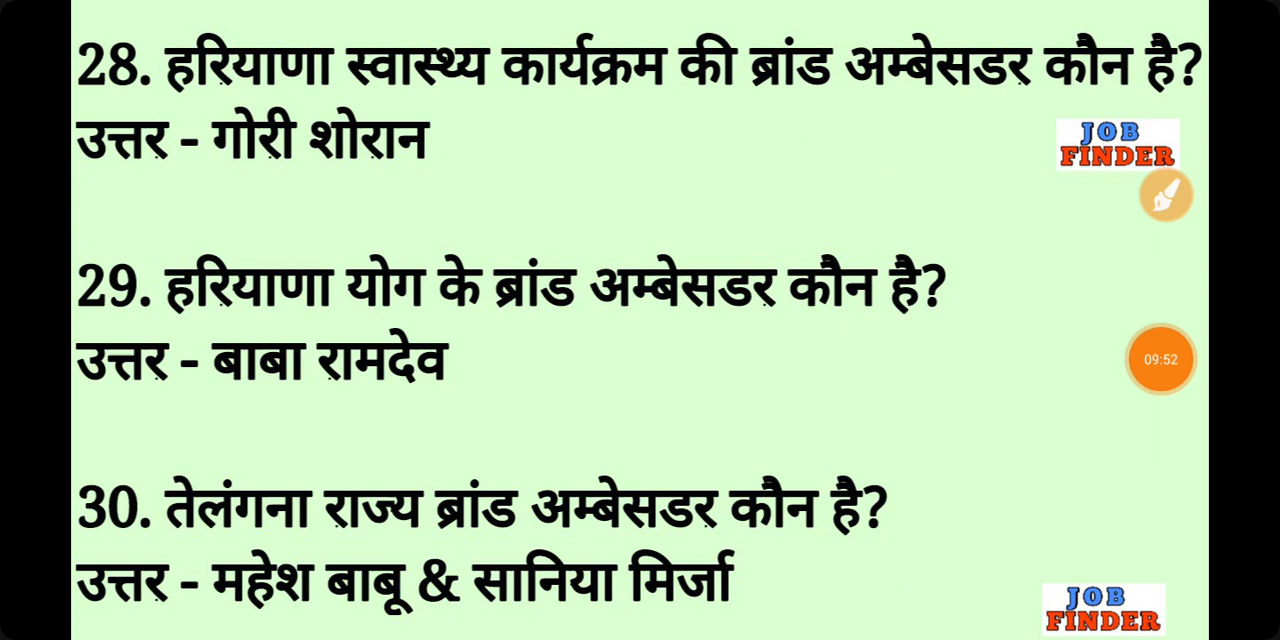 28. हरियाणा स्वास्थ्य कार्यक्रम की ब्रांड अम्बेसडर कौन है?
उत्तर - गोरी शोरान
JOB
FINDER
29. हरियाणा योग के ब्रांड अम्बेसडर कौन है?
उत्तर - बाबा रामदेव
09:52
30. तेलंगना राज्य ब्रांड अम्बेसडर कौन है?
उत्तर - महेश बाबू & सानिया मिर्जा
JOB
FINDER